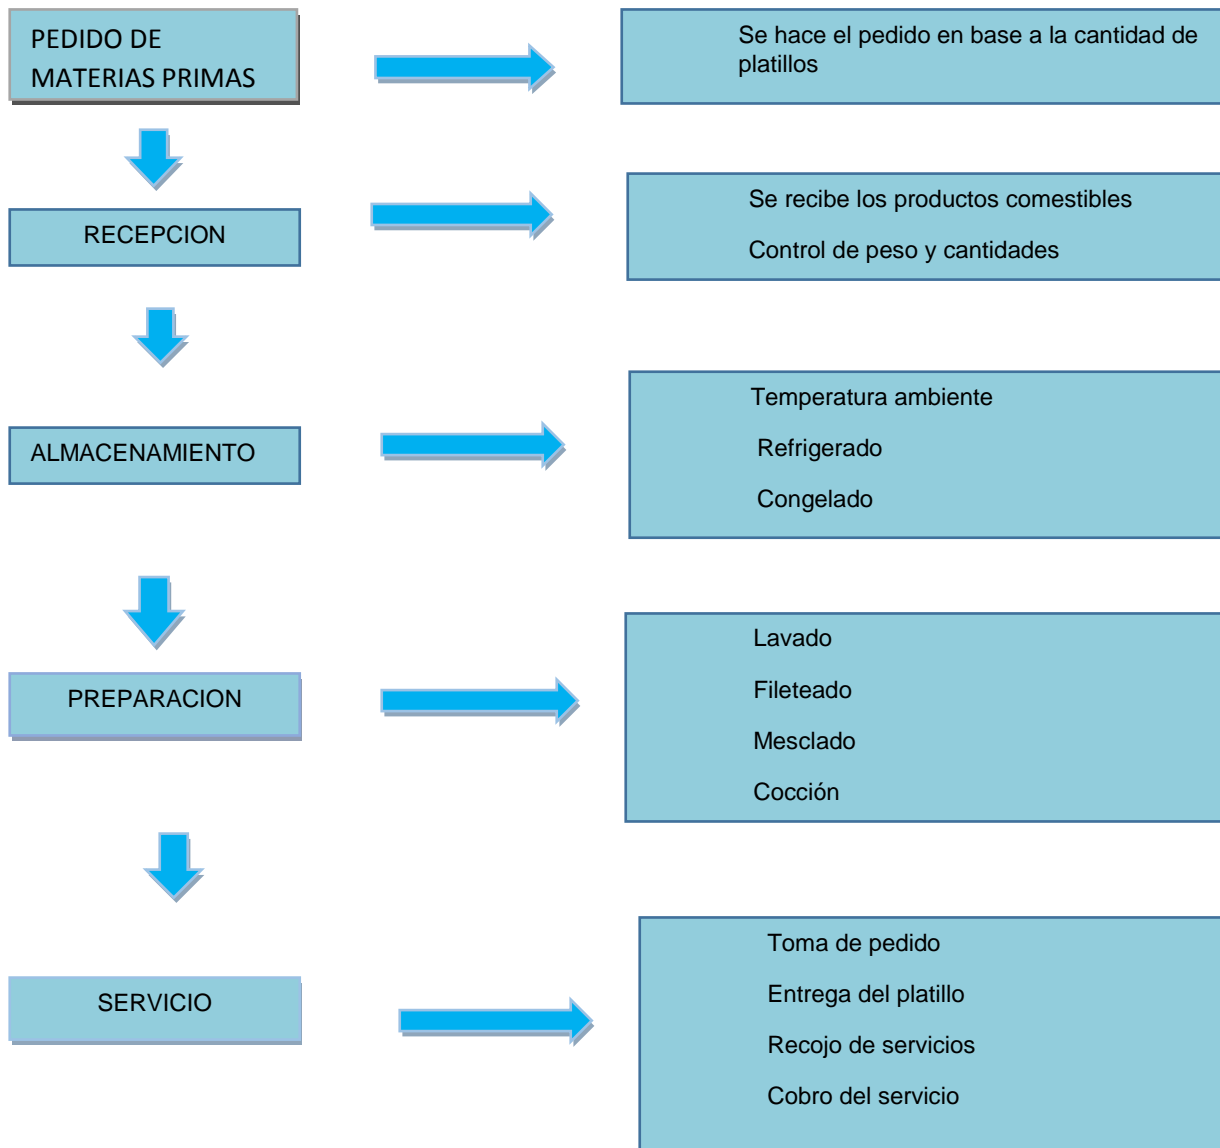 PEDIDO DE
MATERIAS PRIMAS
Se hace el pedido en base a la cantidad de
platillos
RECEPCION
Se recibe los productos comestibles
Control de peso y cantidades
ALMACENAMIENTO
Temperatura ambiente
Refrigerado
Congelado
PREPARACION
Lavado
Fileteado
Mesclado
Cocción
SERVICIO
Toma de pedido
Entrega del platillo
Recojo de servicios
Cobro del servicio